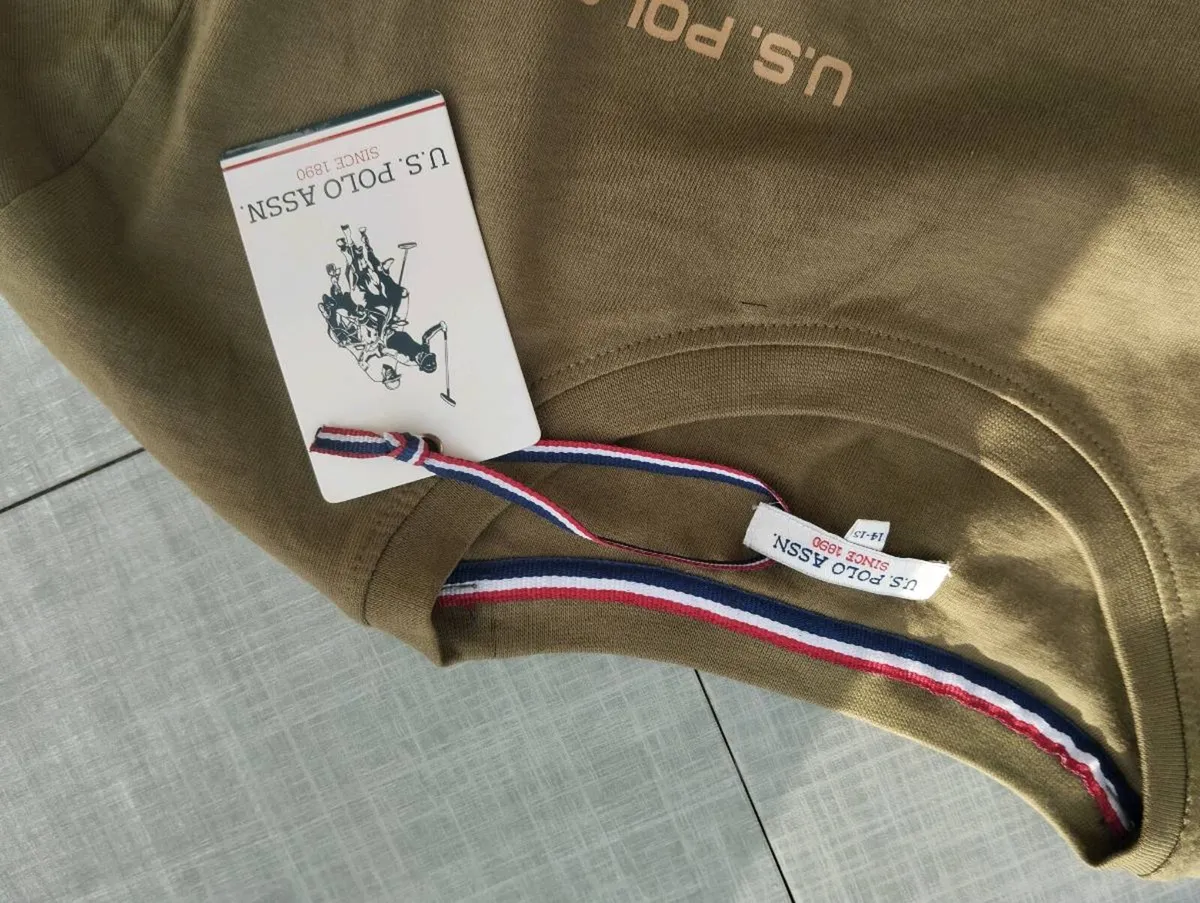 U.S. POLO
U.S. POLO ASSN.
SINCE 1890
U.S. POLO ASSN.
SINCE 1890
14-15